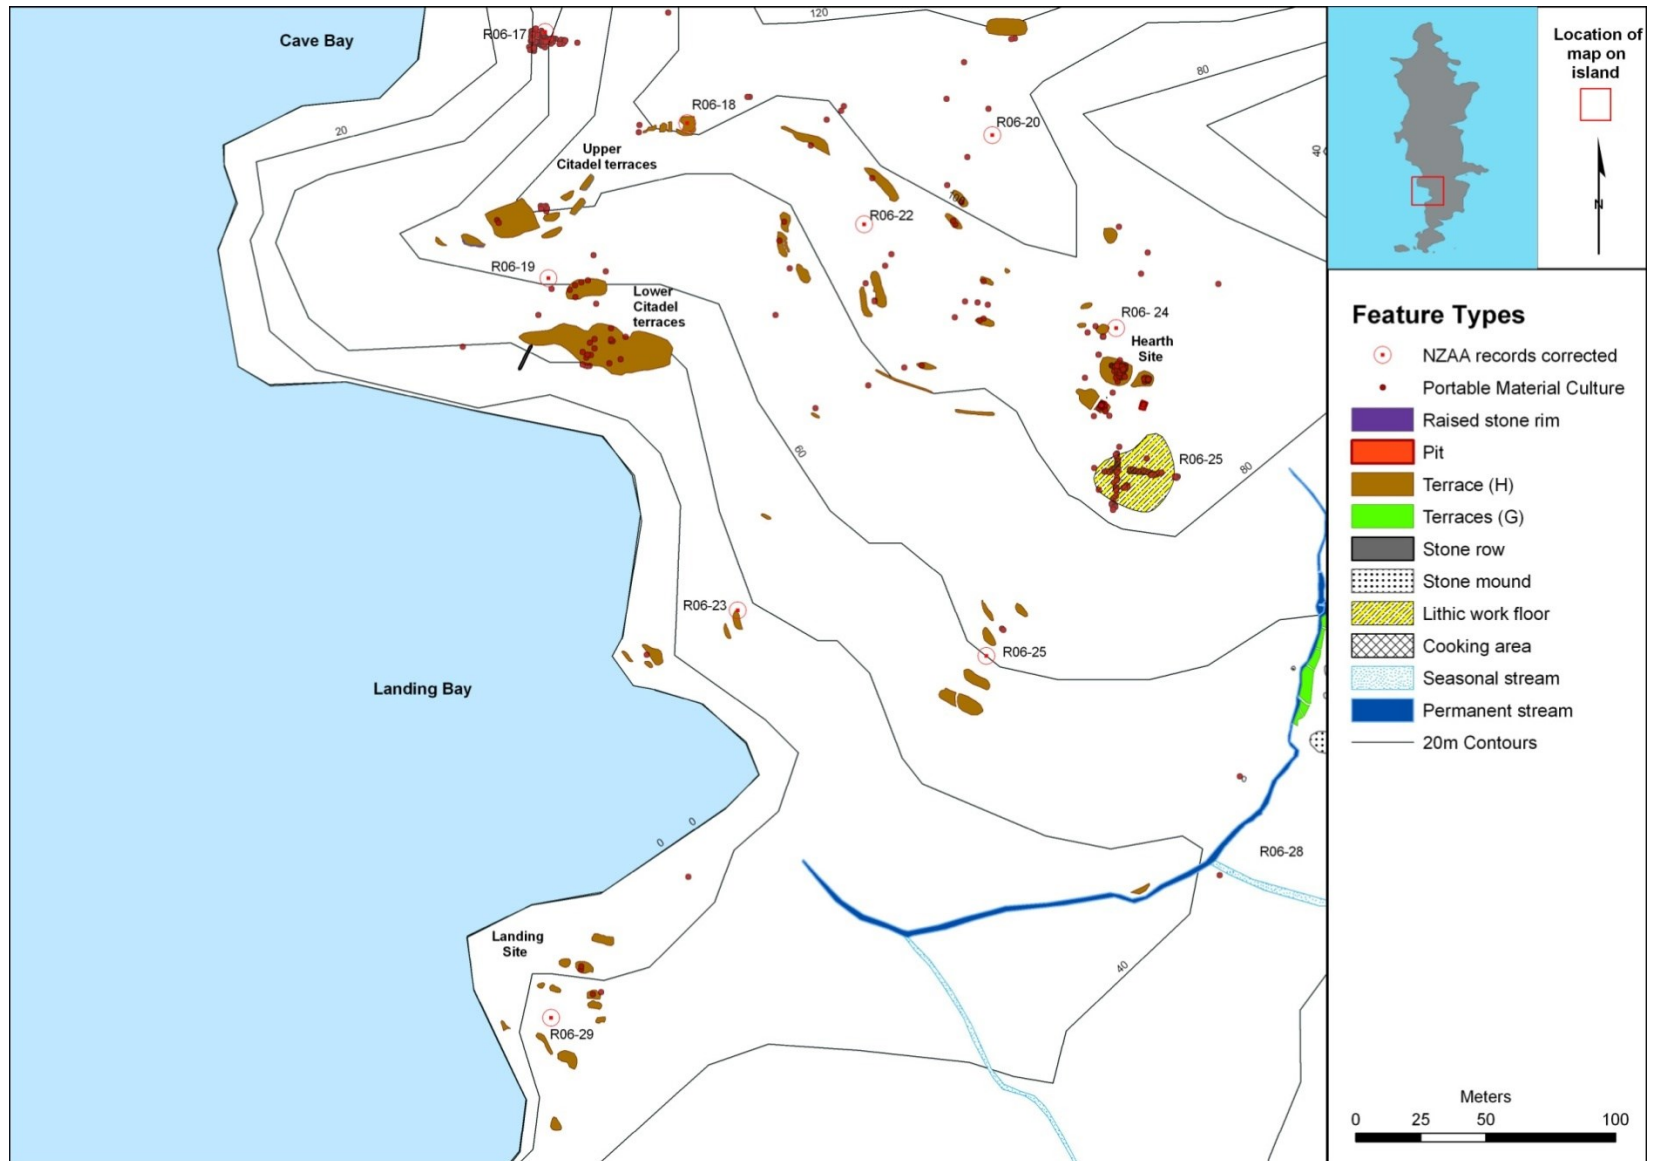 Cave Bay
R06-17
120
80
20
R06-18
R06-20
40
Upper
Citadel terraces
100
R06-22
R06-19
Lower
Citadel
terraces
R06- 24
Hearth
Site
60
R06-25
80
R06-23
R06-25
Landing Bay
0
0
R06-28
Landing
Site
40
R06-29
Location of
map on
island
N
Feature Types
NZAA records corrected
Portable Material Culture
Raised stone rim
Pit
Terrace (H)
Terraces (G)
Stone row
Stone mound
Lithic work floor
Cooking area
Seasonal stream
Permanent stream
20m Contours
Meters
0 25 50 100